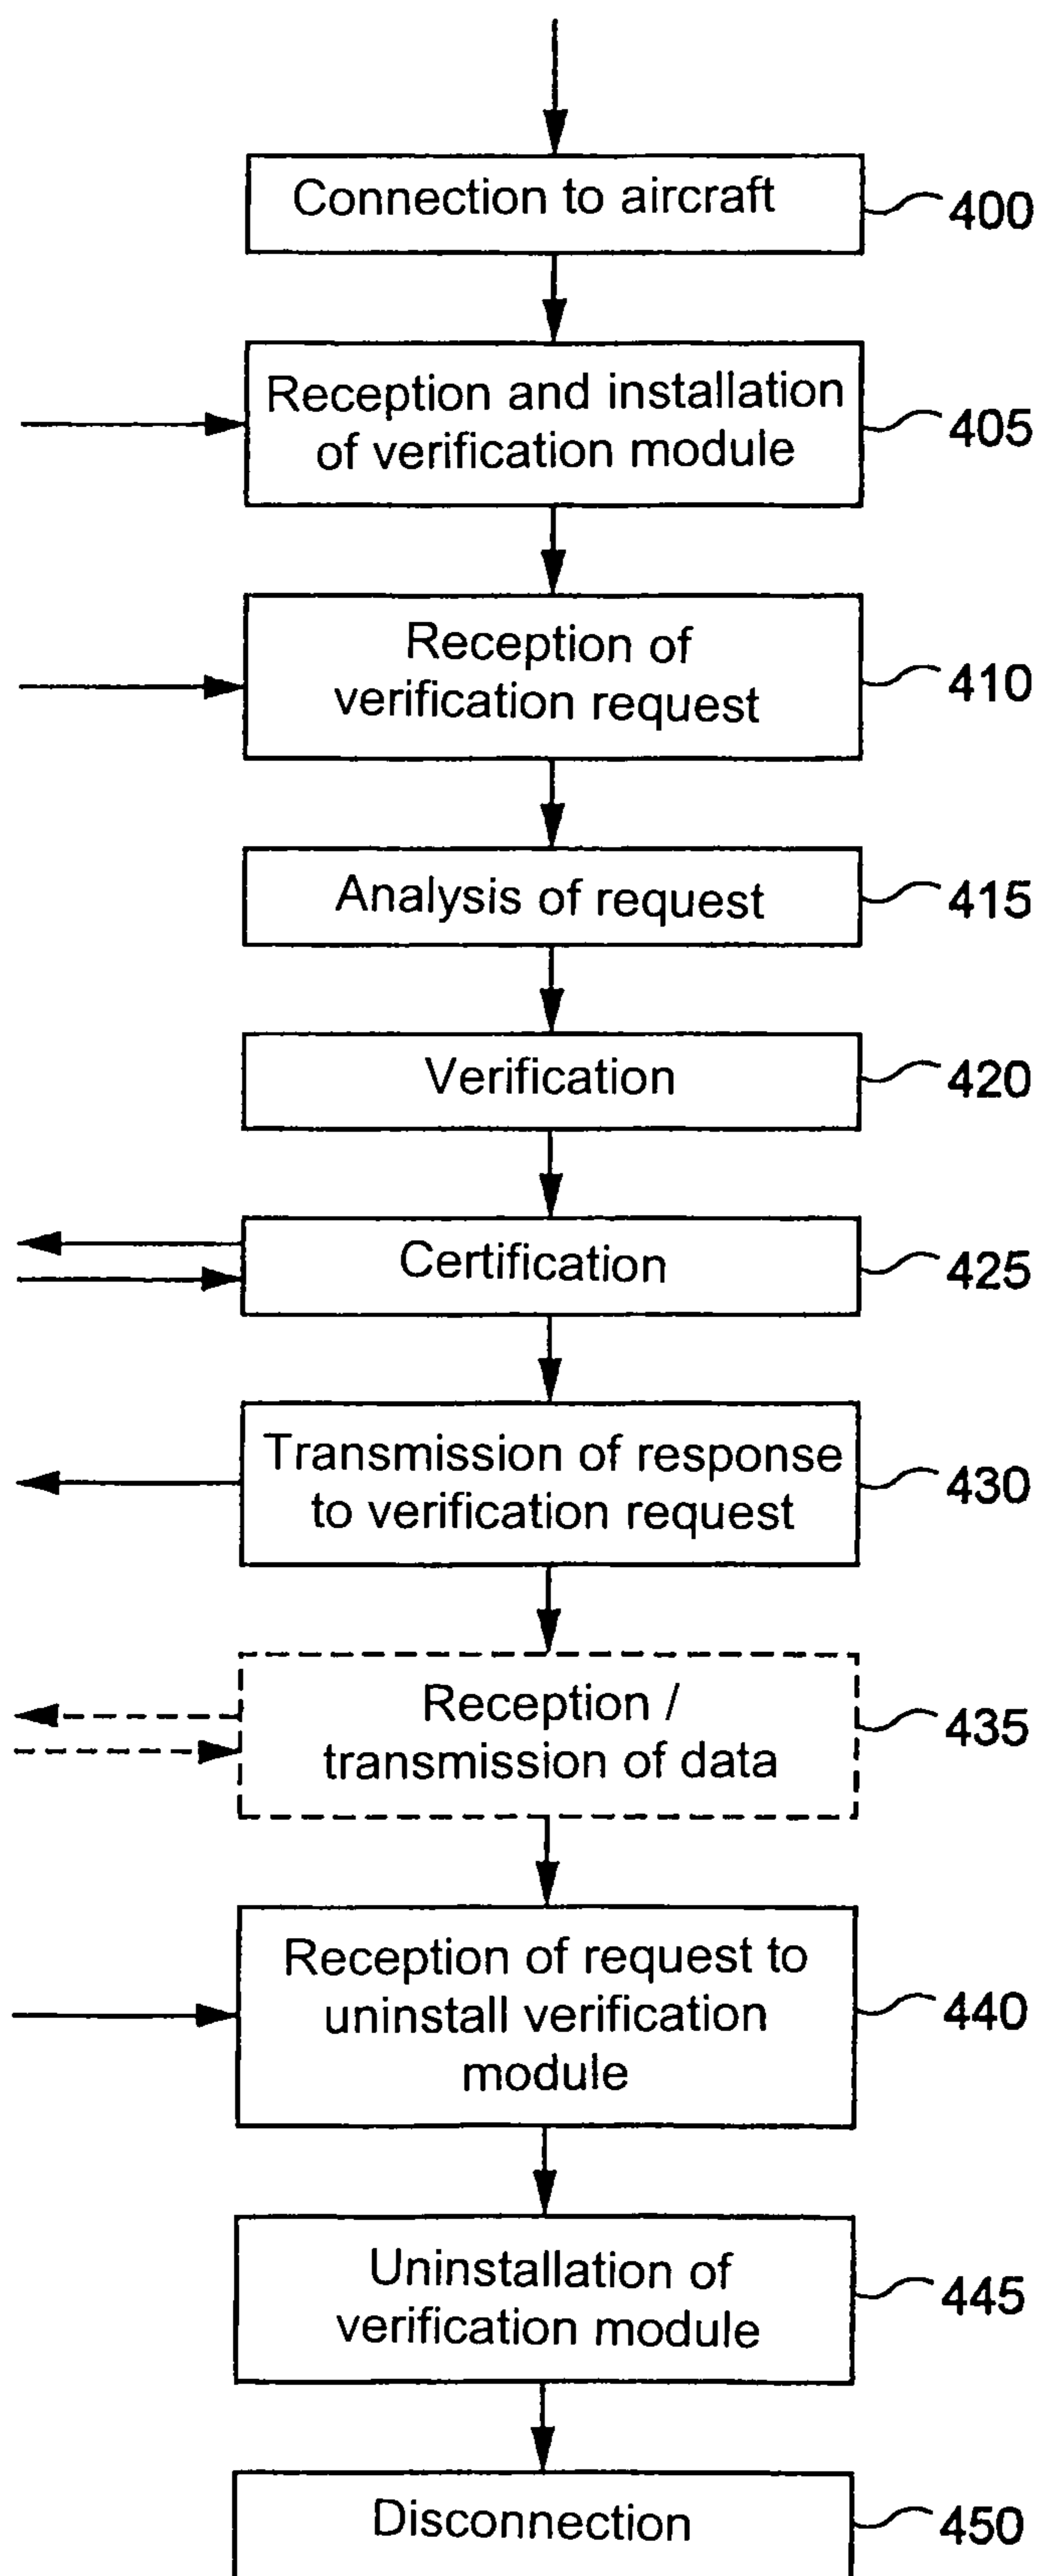 Connection to aircraft
400
Reception and installation
of verification module
405
Reception of
verification request
410
Analysis of request
415
Verification
420
Certification
425
Transmission of response
to verification request
430
Reception /
transmission of data
435
Reception of request to
uninstall verification
module
440
Uninstallation of
verification module
445
Disconnection
450